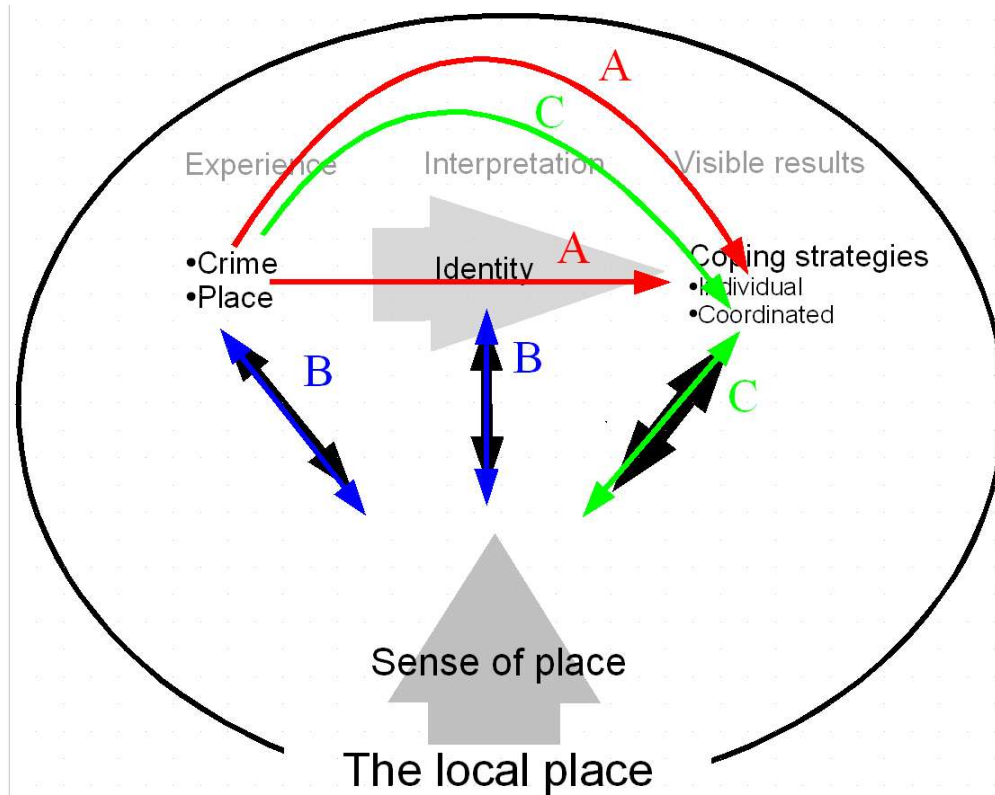 A
C
Experience Interpretation Visible results
•Crime
•Place
Identity
A
Coping strategies
•Individual
•Coordinated
B
B
C
Sense of place
The local place